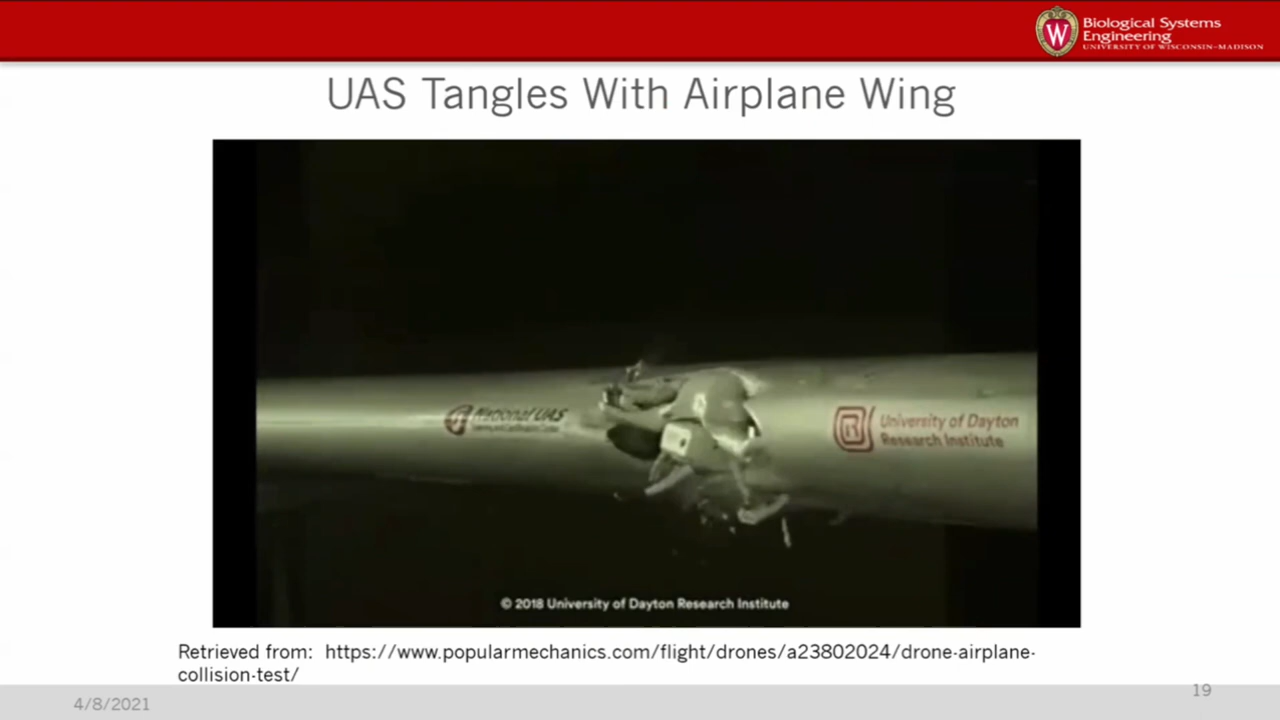 Biological Systems
Engineering
UNIVERSITY OF WISCONSIN–MADISON
UAS Tangles With Airplane Wing
National UAS
University of Dayton
Research Institute
© 2018 University of Dayton Research Institute
Retrieved from: https://www.popularmechanics.com/flight/drones/a23802024/drone-airplane-
collision-test/
4/8/2021
19